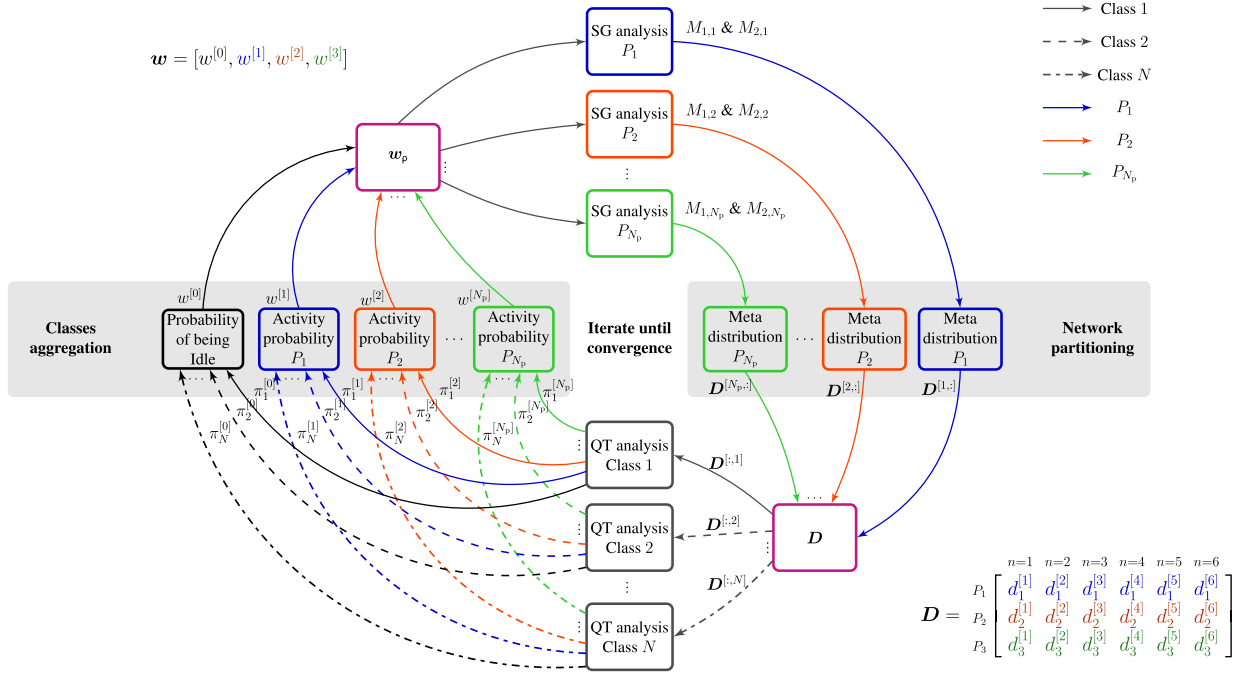 w = [w^{[0]}, w^{[1]}, w^{[2]}, w^{[3]}]
SG analysis
P_1
M_{1,1} & M_{2,1}
SG analysis
P_2
M_{1,2} & M_{2,2}
⋮
SG analysis
P_{N_p}
M_{1,N_p} & M_{2,N_p}
Class 1
Class 2
Class N
P_1
P_2
P_{N_p}
w_ρ
⋮
···
w^{[0]}
w^{[1]}
w^{[2]}
w^{[N_p]}
Classes
aggregation
Probability
of being
Idle
Activity
probability
P_1
Activity
probability
P_2
···
Activity
probability
P_{N_p}
Iterate until
convergence
Meta
distribution
P_{N_p}
···
Meta
distribution
P_2
Meta
distribution
P_1
Network
partitioning
···
···
···
···
π_1^{[0]}
π_2^{[0]}
π_N^{[0]}
π_1^{[1]}
π_2^{[1]}
π_N^{[1]}
π_1^{[2]}
π_2^{[2]}
π_N^{[2]}
π_1^{[N_p]}
π_2^{[N_p]}
π_N^{[N_p]}
D^{[N_p,:]}
D^{[2,:]}
D^{[1,:]}
⋮
QT analysis
Class 1
D^{[:,1]}
⋮
QT analysis
Class 2
D^{[:,2]}
⋮
⋮
QT analysis
Class N
D^{[:,N]}
···
⋮
D
n=1 n=2 n=3 n=4 n=5 n=6
P_1 d_1^{[1]} d_1^{[2]} d_1^{[3]} d_1^{[4]} d_1^{[5]} d_1^{[6]}
D = P_2 d_2^{[1]} d_2^{[2]} d_2^{[3]} d_2^{[4]} d_2^{[5]} d_2^{[6]}
P_3 d_3^{[1]} d_3^{[2]} d_3^{[3]} d_3^{[4]} d_3^{[5]} d_3^{[6]}